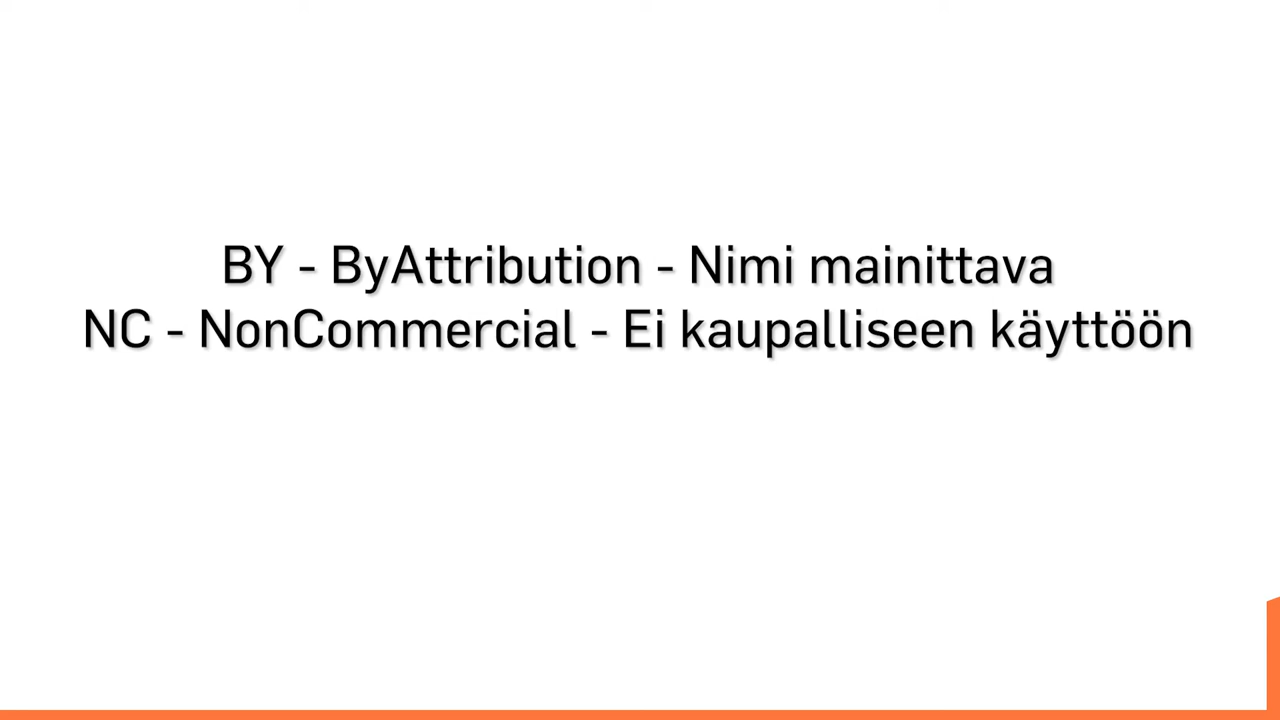 BY - ByAttribution - Nimi mainittava
NC - NonCommercial - Ei kaupalliseen käyttöön